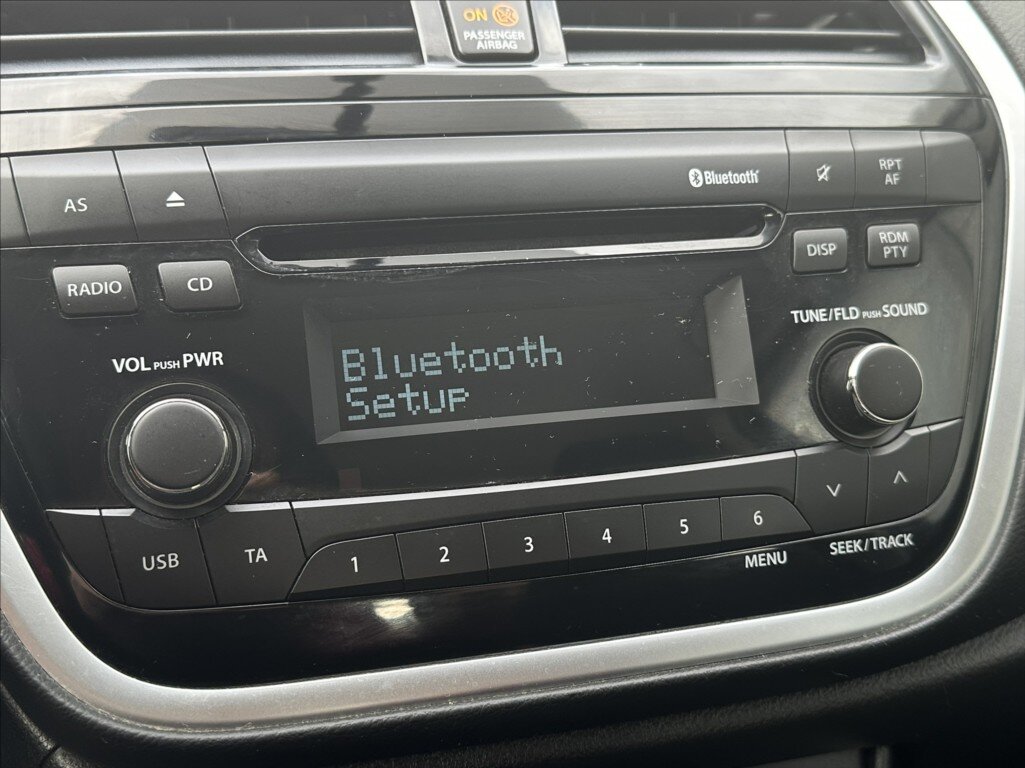 ON
PASSENGER
AIRBAG
AS
Bluetooth
RPT
AF
RADIO
CD
DISP
RDM
PTY
VOL PUSH PWR
TUNE/FLD PUSH SOUND
Bluetooth
Setup
USB
TA
1
2
3
4
5
6
MENU
SEEK/TRACK